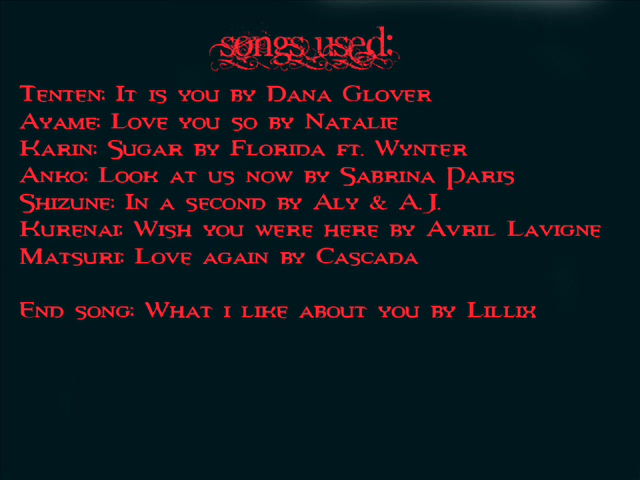 Songs used:
Tenten: It is you by Dana Glover
Ayame: Love you so by Natalie
Karin: Sugar by Florida ft. Wynter
Anko: Look at us now by Sabrina Paris
Shizune: In a second by Aly & A.J.
Kurenai: Wish you were here by Avril Lavigne
Matsuri: Love again by Cascada
End song: What i like about you by Lillix